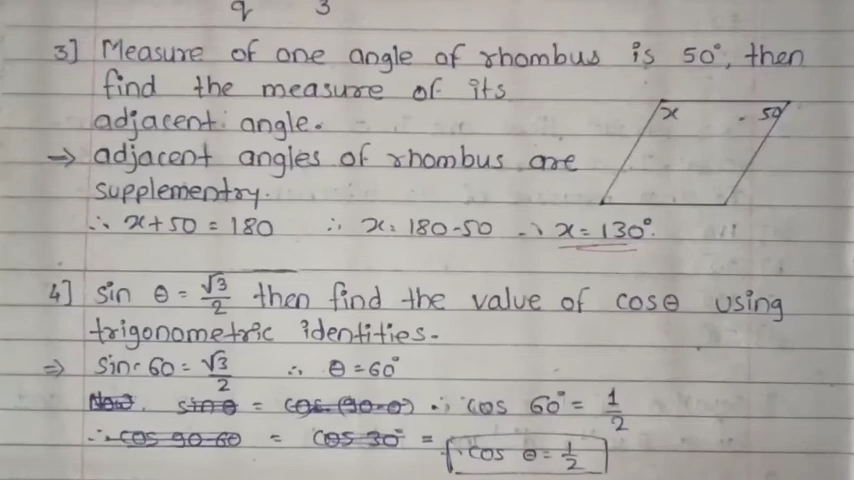 q 3
3] Measure of one angle of rhombus is 50°, then
find the measure of its
adjacent angle.
x 50
→ adjacent angles of rhombus are
supplementry.
∴ x+50 = 180 ∴ x = 180-50 ∴ x = 130°.
4] sin θ = √3/2 then find the value of cosθ using
trigonometric identities.
⇒ sin 60 = √3/2 ∴ θ = 60°
Now. sin θ = cos (90-θ) ∴ cos 60° = 1/2
∴ cos 90-60 = cos 30° =
∴ cos θ = 1/2